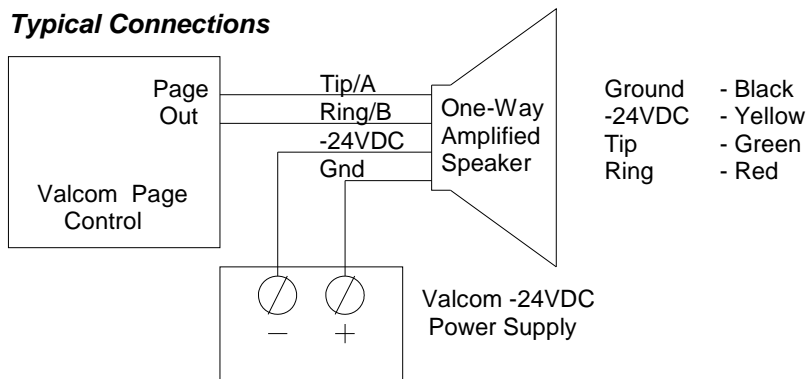 Typical Connections
Page
Out
Valcom Page
Control
Tip/A
Ring/B
-24VDC
Gnd
One-Way
Amplified
Speaker
Ground - Black
-24VDC - Yellow
Tip - Green
Ring - Red
− +
Valcom -24VDC
Power Supply